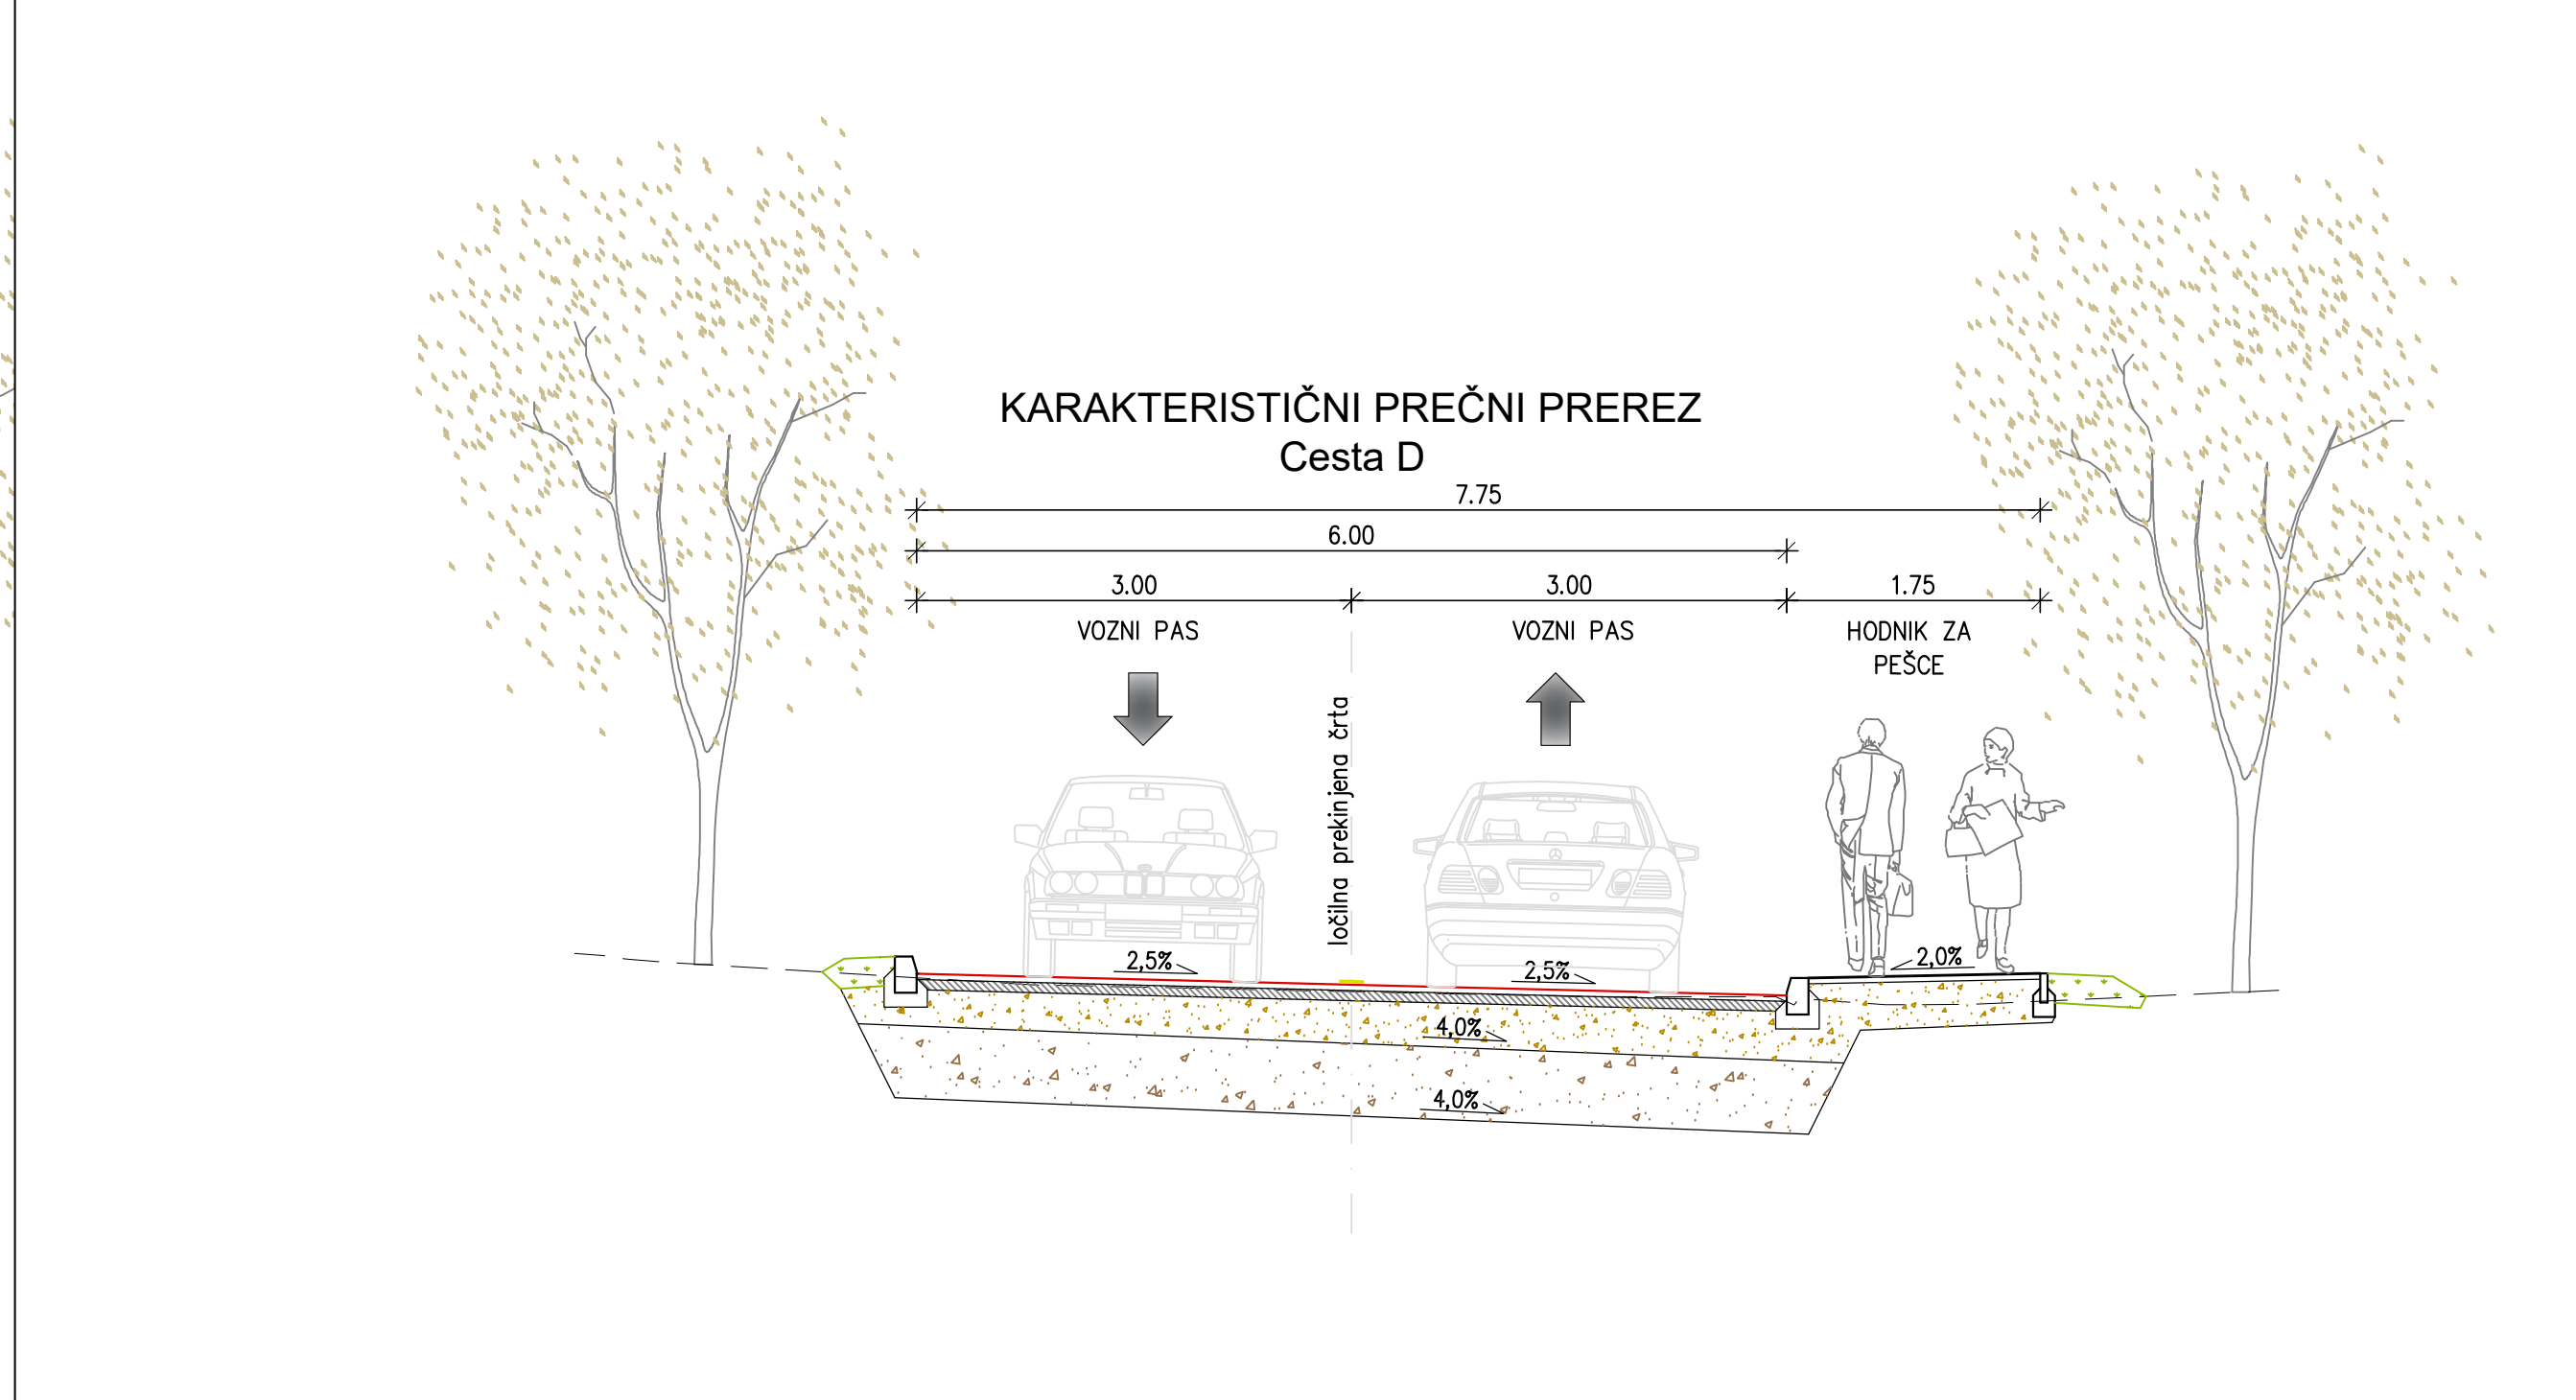 KARAKTERISTIČNI PREČNI PREREZ
Cesta D
7.75
6.00
3.00
3.00
1.75
VOZNI PAS
VOZNI PAS
HODNIK ZA
PEŠCE
ločilna prekinjena črta
2,5%
2,5%
2,0%
4,0%
4,0%